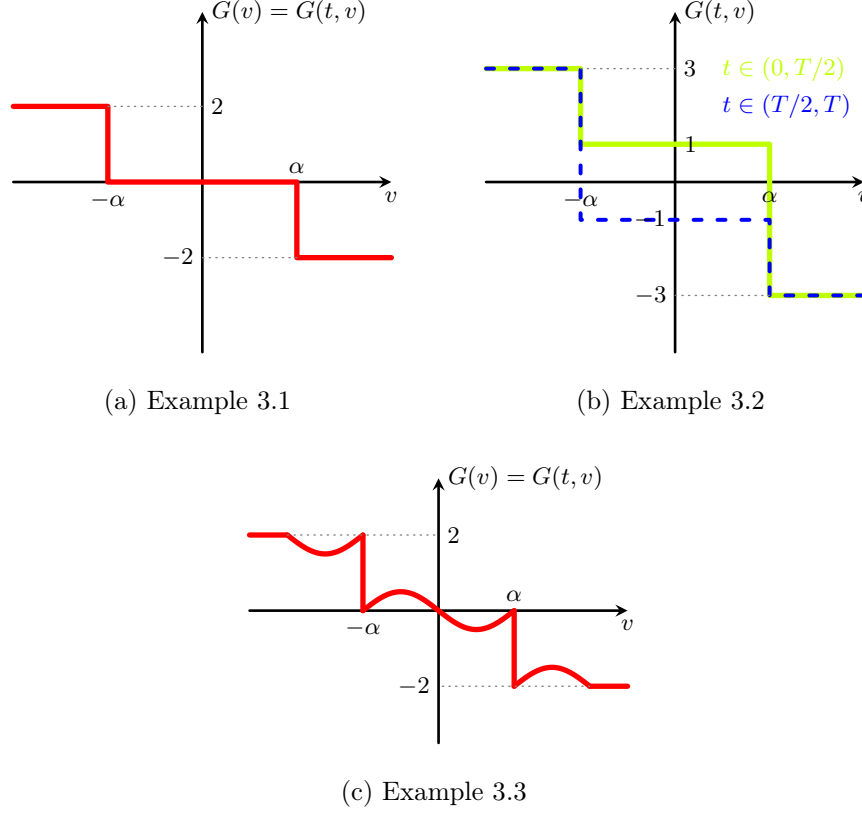 G(v) = G(t, v)
2
α
−α
v
−2
(a) Example 3.1
G(t, v)
3
t ∈ (0, T/2)
t ∈ (T/2, T)
1
α
−α
v
−1
−3
(b) Example 3.2
G(v) = G(t, v)
2
α
−α
v
−2
(c) Example 3.3